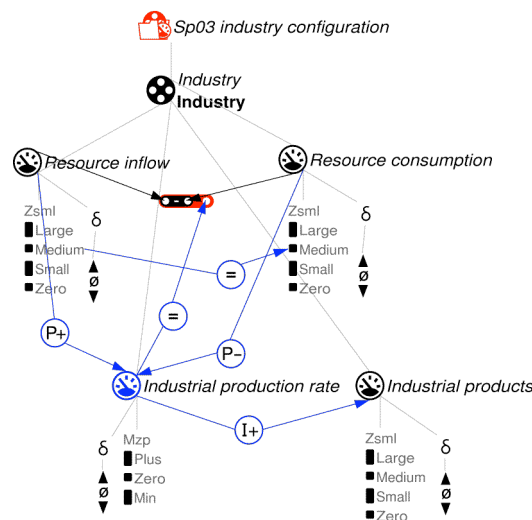 Sp03 industry configuration
Industry
Industry
Resource inflow
Resource consumption
Zsml
Large
Medium
Small
Zero
δ
ø
Zsml
Large
Medium
Small
Zero
δ
ø
-
=
=
P+
P-
Industrial production rate
Industrial products
I+
δ
ø
Mzp
Plus
Zero
Min
Zsml
Large
Medium
Small
Zero
δ
ø